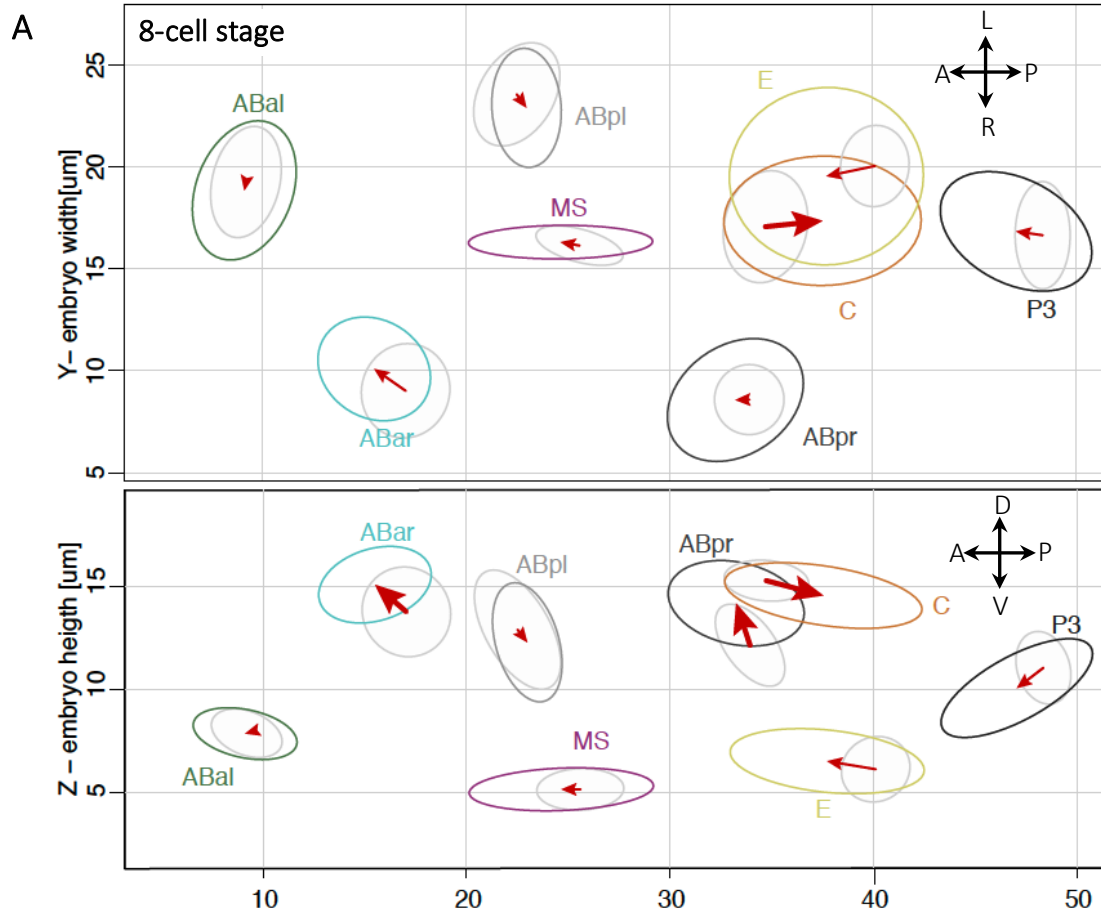 A
8-cell stage
L
A P
R
E
ABal
ABpl
MS
C
P3
ABar
ABpr
Y- embryo width[um]
25
20
15
10
5
D
A P
V
ABar
ABpr
ABpl
C
P3
MS
ABal
E
Z - embryo heigth [um]
15
10
5
10 20 30 40 50